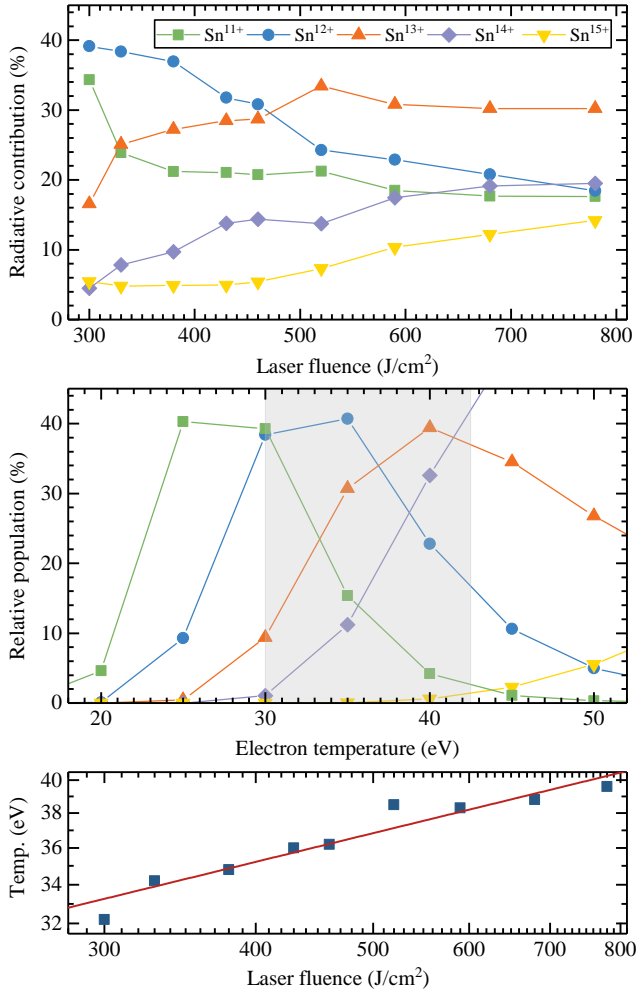 Sn11+ Sn12+ Sn13+ Sn14+ Sn15+
40
30
20
10
0
Radiative contribution (%)
300 400 500 600 700 800
Laser fluence (J/cm2)
40
30
20
10
0
Relative population (%)
20 30 40 50
Electron temperature (eV)
40
38
36
34
32
Temp. (eV)
300 400 500 600 700 800
Laser fluence (J/cm2)